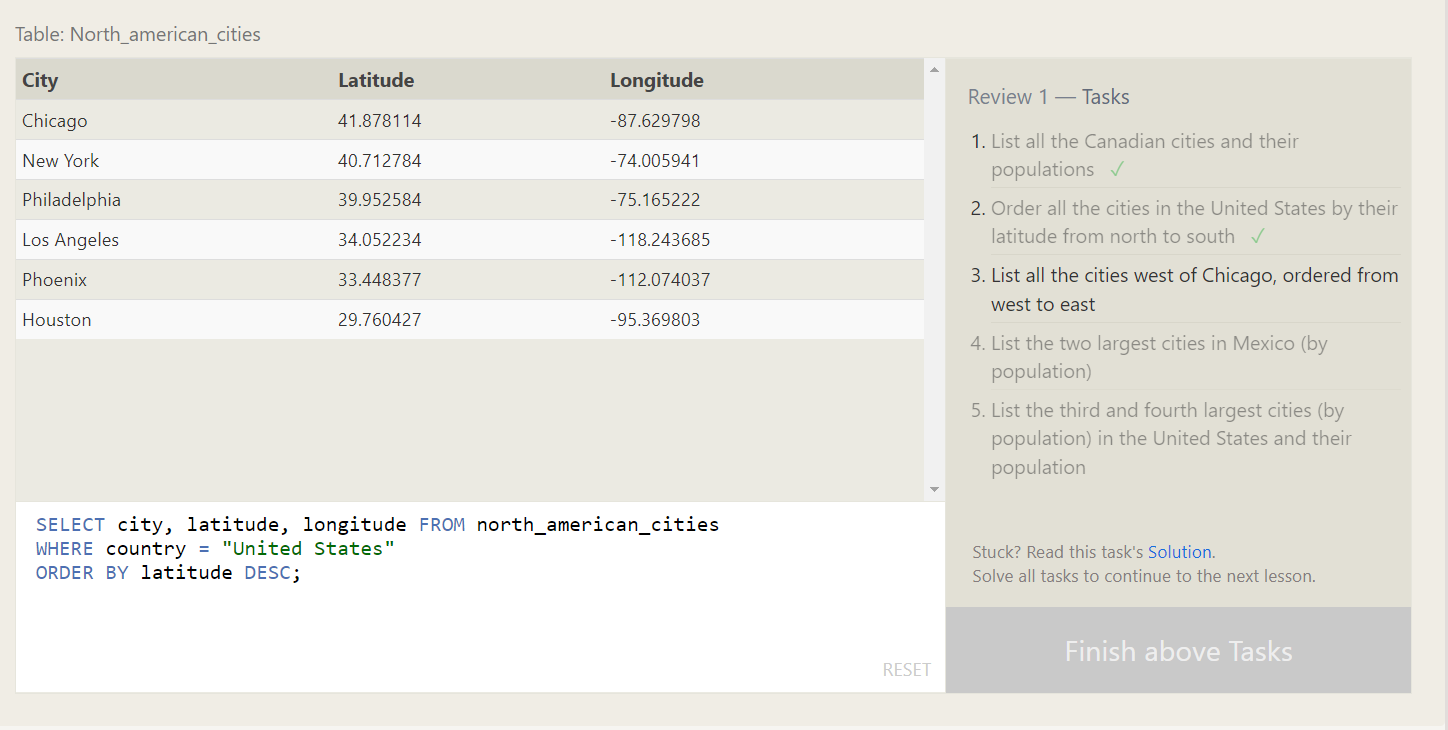 Table: North_american_cities
City Latitude Longitude
Chicago 41.878114 -87.629798
New York 40.712784 -74.005941
Philadelphia 39.952584 -75.165222
Los Angeles 34.052234 -118.243685
Phoenix 33.448377 -112.074037
Houston 29.760427 -95.369803
SELECT city, latitude, longitude FROM north_american_cities
WHERE country = "United States"
ORDER BY latitude DESC;
RESET
Review 1 — Tasks
1. List all the Canadian cities and their
populations ✓
2. Order all the cities in the United States by their
latitude from north to south ✓
3. List all the cities west of Chicago, ordered from
west to east
4. List the two largest cities in Mexico (by
population)
5. List the third and fourth largest cities (by
population) in the United States and their
population
Stuck? Read this task's Solution.
Solve all tasks to continue to the next lesson.
Finish above Tasks